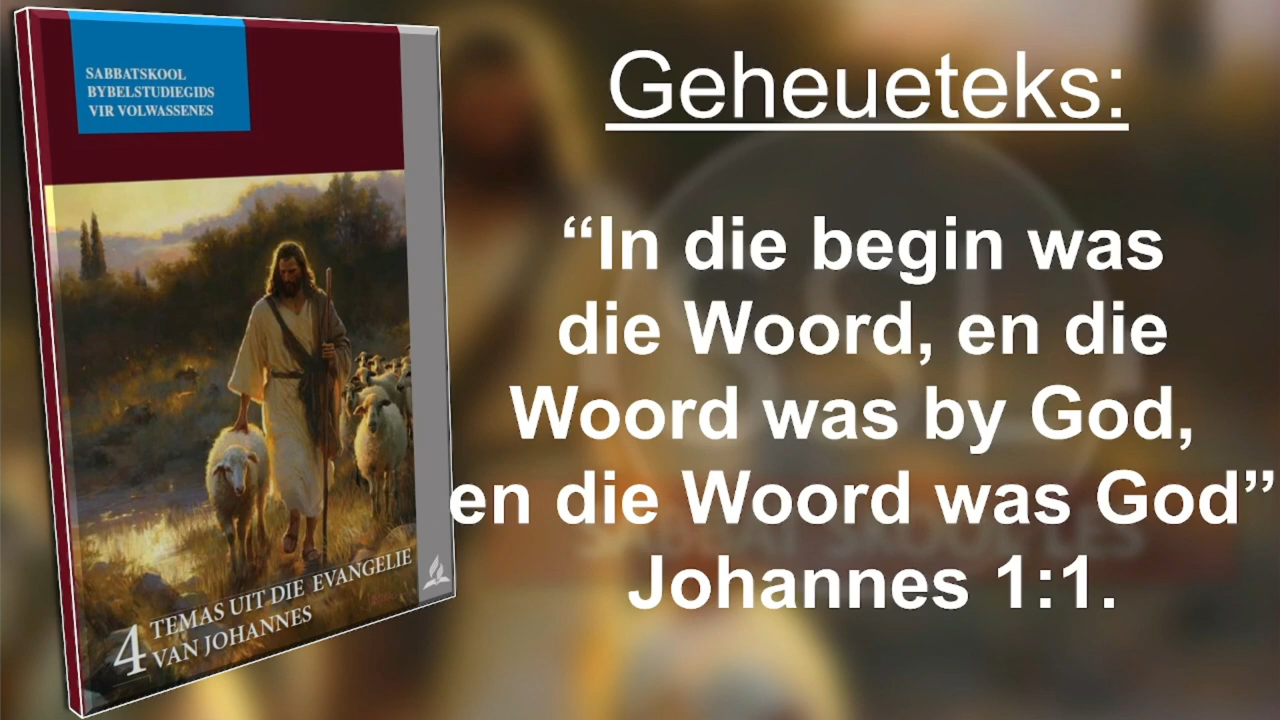 SABBATSKOOL
BYBELSTUDIEGIDS
VIR VOLWASSENES
4 TEMAS UIT DIE EVANGELIE
VAN JOHANNES
Geheueteks:
“In die begin was
die Woord, en die
Woord was by God,
en die Woord was God”
Johannes 1:1.